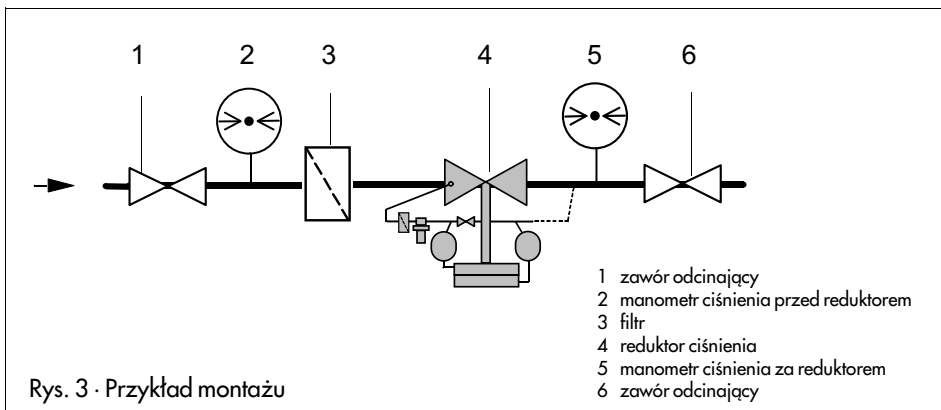 1 2 3 4 5 6
1 zawór odcinający
2 manometr ciśnienia przed reduktorem
3 filtr
4 reduktor ciśnienia
5 manometr ciśnienia za reduktorem
6 zawór odcinający
Rys. 3 · Przykład montażu